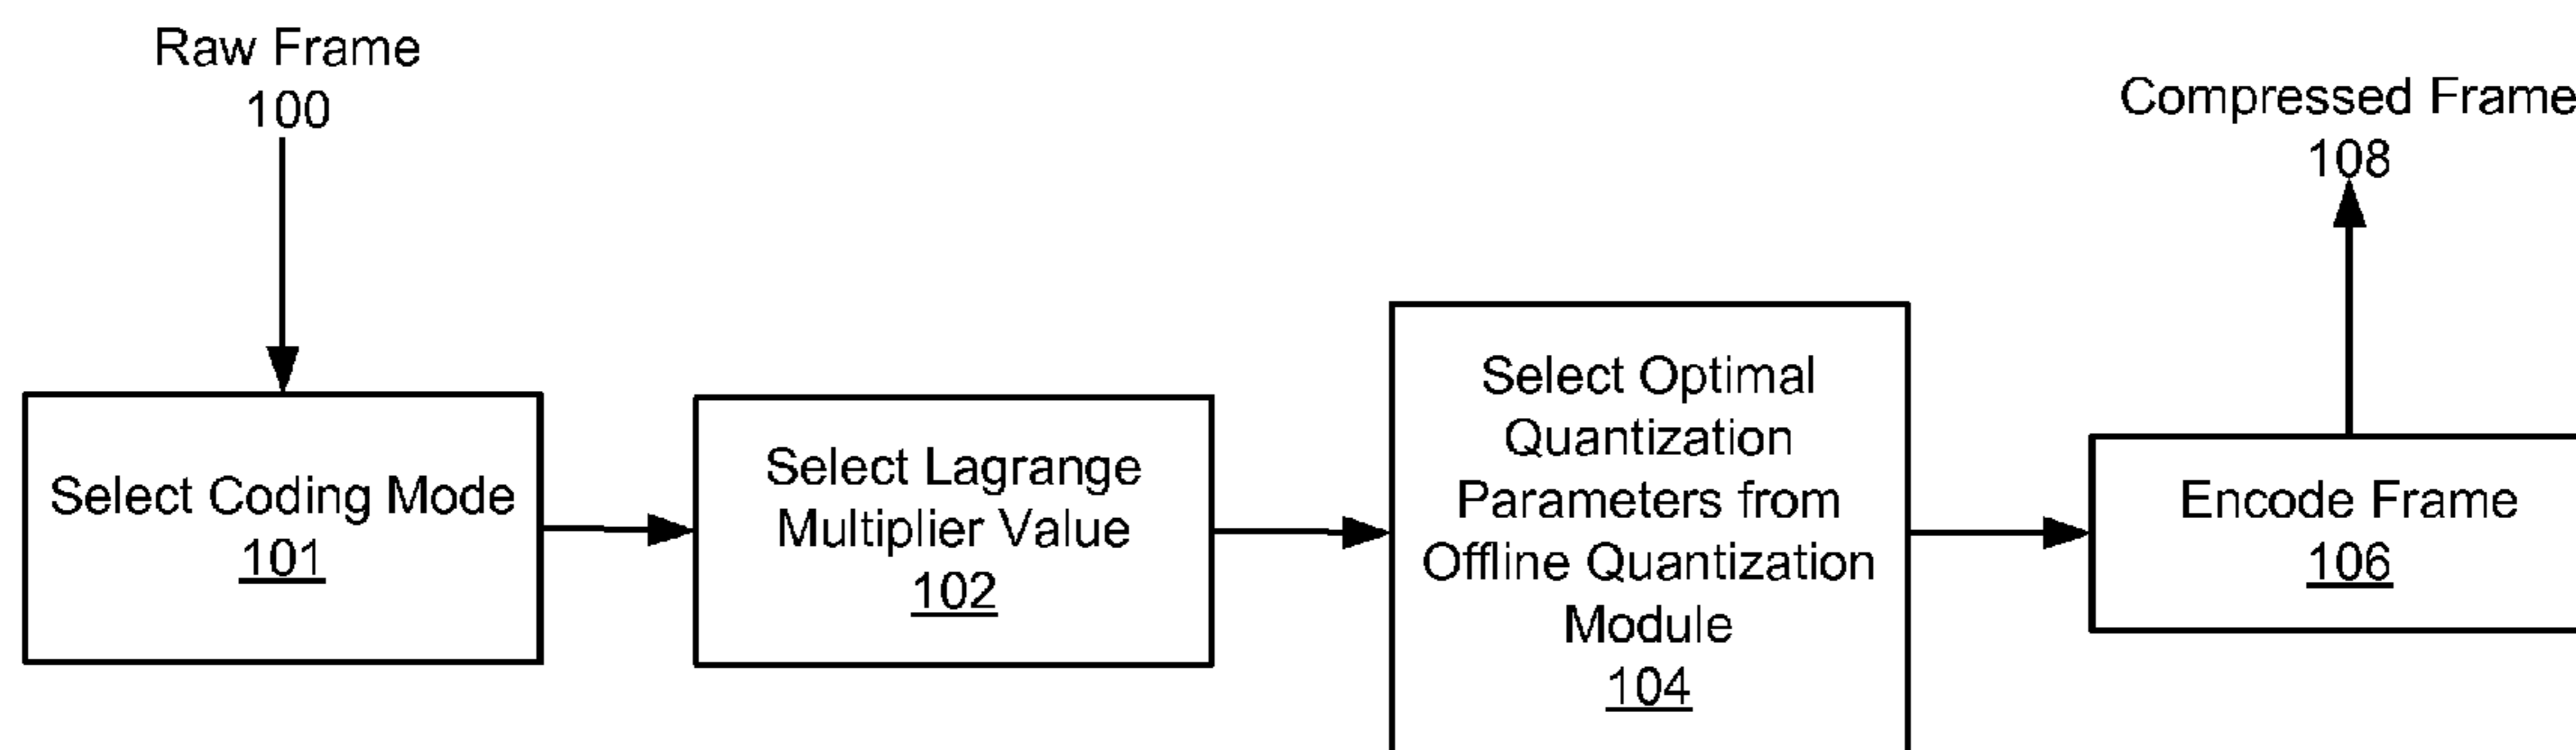 Raw Frame
100
Compressed Frame
108
Select Coding Mode
101
Select Lagrange
Multiplier Value
102
Select Optimal
Quantization
Parameters from
Offline Quantization
Module
104
Encode Frame
106